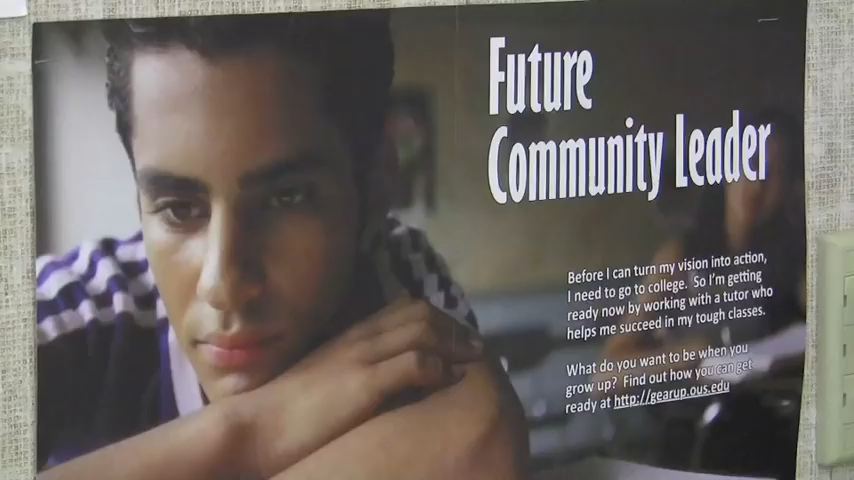 Future
Community Leader
Before I can turn my vision into action,
I need to go to college. So I'm getting
ready now by working with a tutor who
helps me succeed in my tough classes.
What do you want to be when you
grow up? Find out how you can get
ready at http://gearup.ous.edu